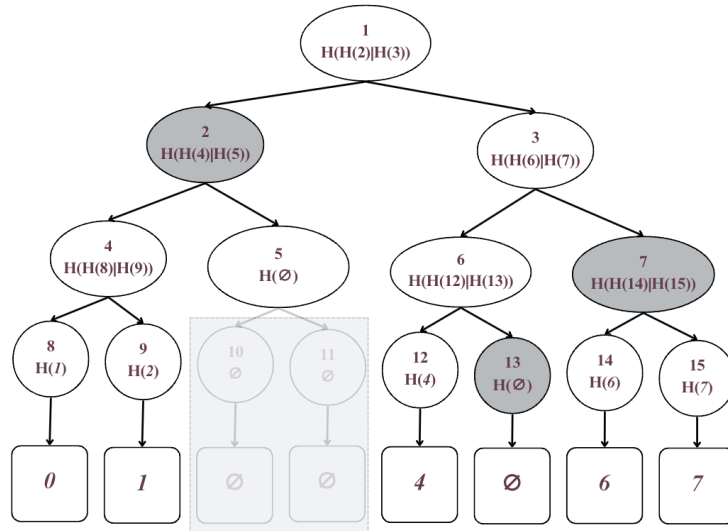 1
H(H(2)|H(3))
2
H(H(4)|H(5))
3
H(H(6)|H(7))
4
H(H(8)|H(9))
5
H(∅)
6
H(H(12)|H(13))
7
H(H(14)|H(15))
8
H(1)
9
H(2)
10
∅
11
∅
12
H(4)
13
H(∅)
14
H(6)
15
H(7)
0
1
∅
∅
4
∅
6
7